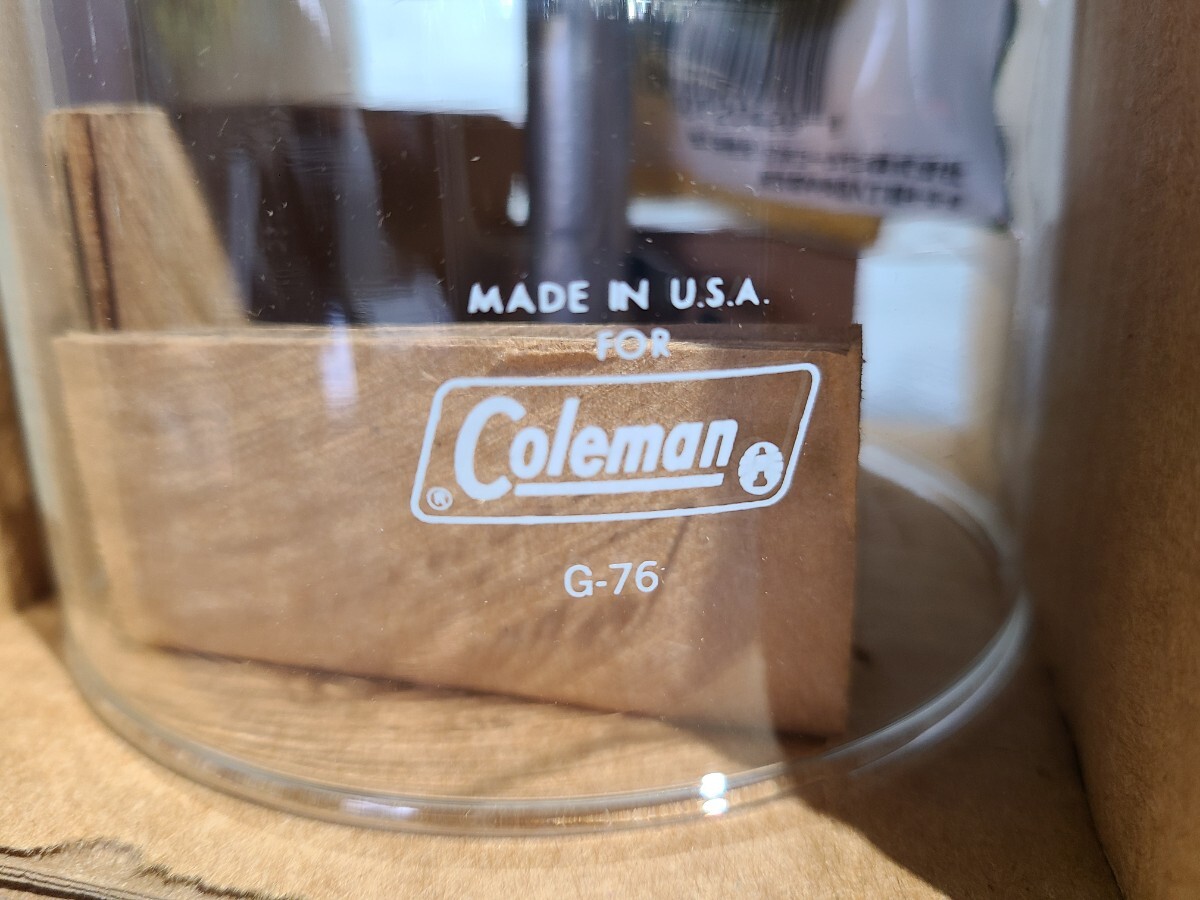 MADE IN U.S.A.
FOR
Coleman
®
G-76